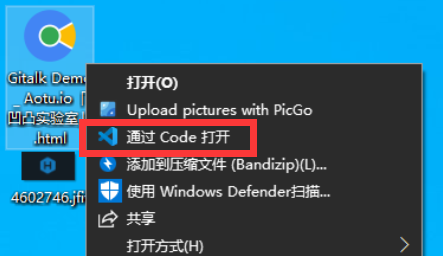 Gitalk Demo
_ Aotu.io |
凹凸实验室
.html
4602746.jfi
打开(O)
Upload pictures with PicGo
通过 Code 打开
添加到压缩文件 (Bandizip)(L)...
使用 Windows Defender扫描...
共享
打开方式(H)